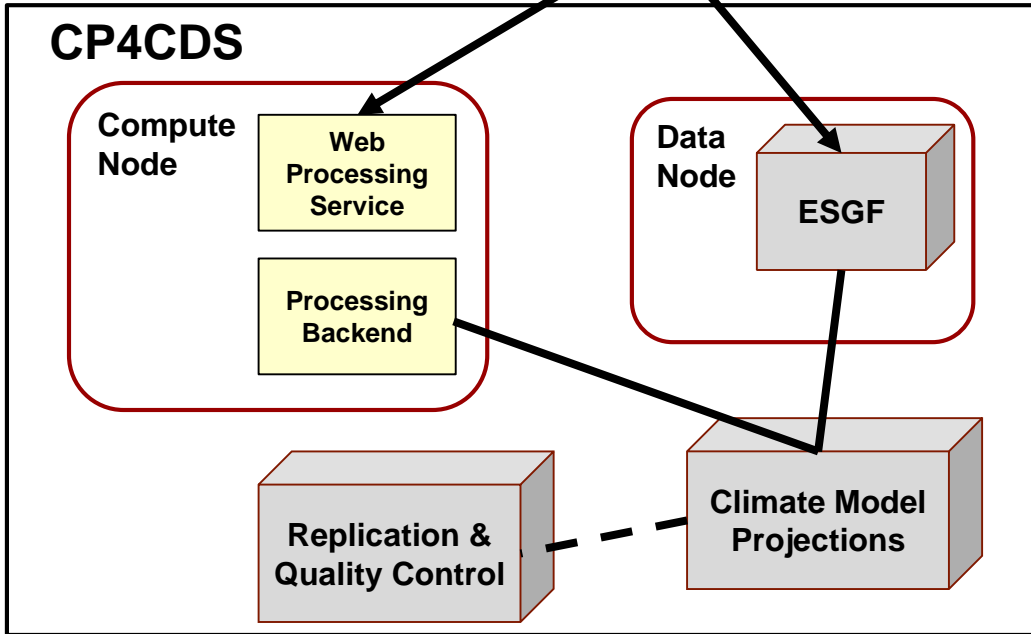 CP4CDS
Compute
Node
Web
Processing
Service
Processing
Backend
Data
Node
ESGF
Replication &
Quality Control
Climate Model
Projections